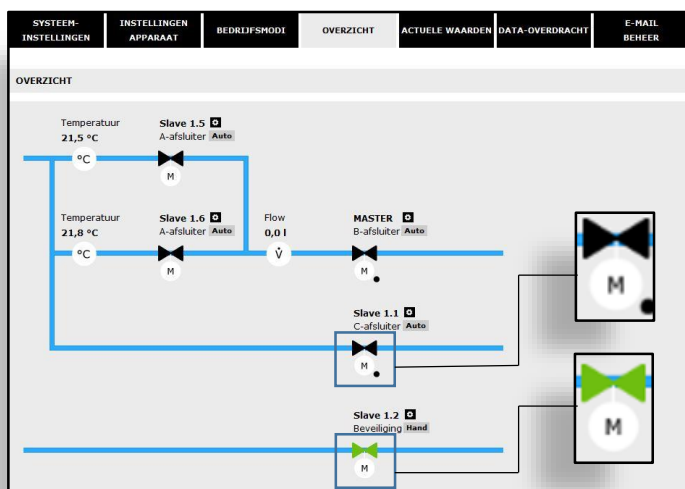 SYSTEEM-
INSTELLINGEN
INSTELLINGEN
APPARAAT
BEDRIJFSMODI
OVERZICHT
ACTUELE WAARDEN
DATA-OVERDRACHT
E-MAIL
BEHEER
OVERZICHT
Temperatuur
21,5 °C
Slave 1.5
A-afsluiter Auto
°C
M
Temperatuur
21,8 °C
Slave 1.6
A-afsluiter Auto
Flow
0,0 l
MASTER
B-afsluiter Auto
°C
M
V̇
M
M
Slave 1.1
C-afsluiter Auto
M
Slave 1.2
Beveiliging Hand
M
M